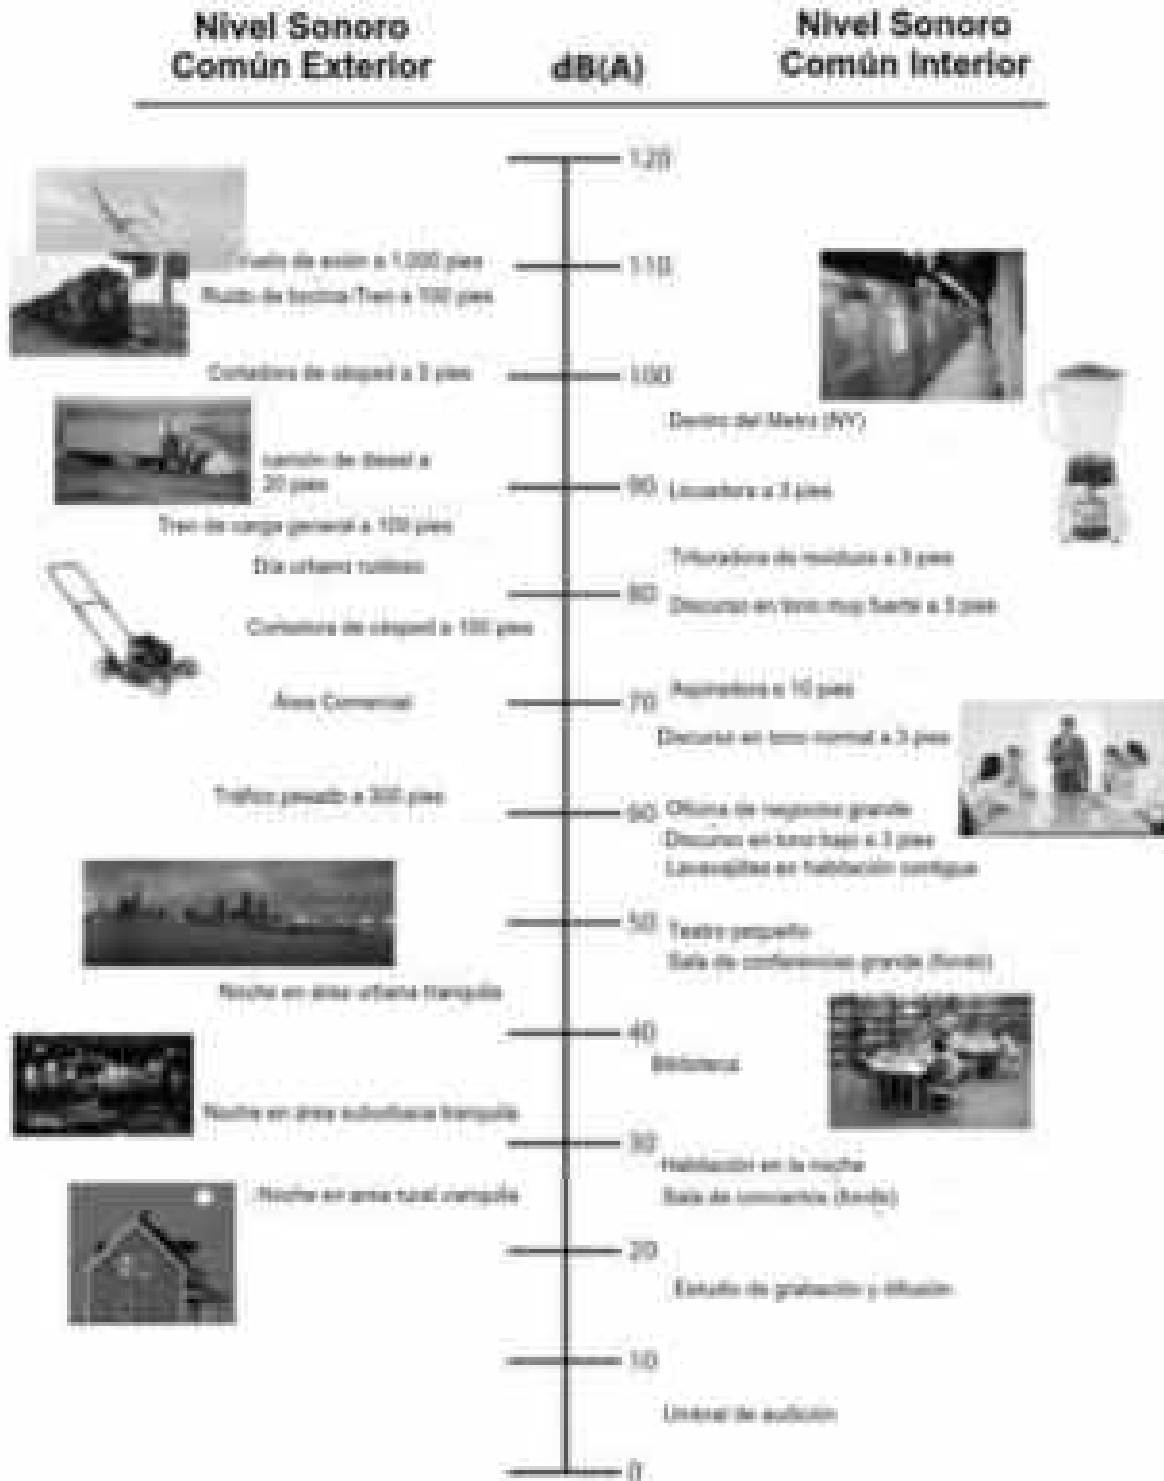 Nivel Sonoro
Común Exterior
dB(A)
Nivel Sonoro
Común Interior
120
Vuelo de avión a 1,000 pies
110
Ruido de bocina Tren a 100 pies
Cortadora de césped a 3 pies
100
Dentro del Metro (NY)
camión de diesel a
20 pies
90
Licuadora a 3 pies
Tren de carga general a 100 pies
Día urbano ruidoso
Trituradora de residuos a 3 pies
80
Discurso en tono muy fuerte a 3 pies
Cortadora de césped a 100 pies
Área Comercial
70
Aspiradora a 10 pies
Discurso en tono normal a 3 pies
Tráfico pesado a 300 pies
60
Oficina de negocios grande
Discurso en tono bajo a 3 pies
Lavavajillas en habitación contigua
50
Teatro pequeño
Sala de conferencias grande (fondo)
Noche en área urbana tranquila
40
Biblioteca
Noche en área suburbana tranquila
30
Habitación en la noche
Noche en area rural tranquila
Sala de conciertos (fondo)
20
Estudio de grabación y difusión
10
Umbral de audición
0